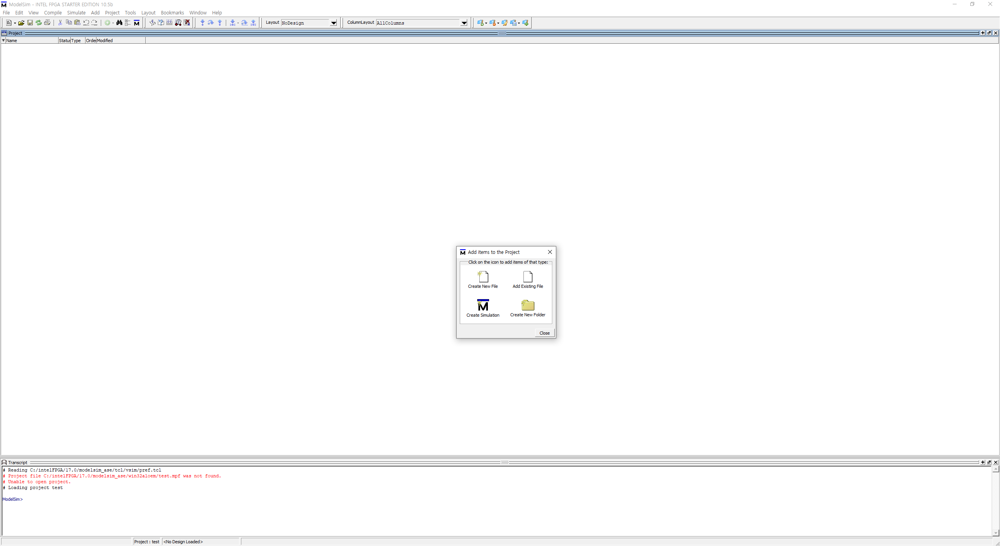 ModelSim - INTEL FPGA STARTER EDITION 10.5b
File Edit View Compile Simulate Add Project Tools Layout Bookmarks Window Help
Layout NoDesign ColumnLayout AllColumns
Project
Name Status Type Order Modified
Add items to the Project
Click on the icon to add items of that type:
Create New File Add Existing File
Create Simulation Create New Folder
Close
Transcript
# Reading C:/intelFPGA/17.0/modelsim_ase/tcl/vsim/pref.tcl
# Project file C:/intelFPGA/17.0/modelsim_ase/win32aloem/test.mpf was not found.
# Unable to open project.
# Loading project test
ModelSim>
Project : test <No Design Loaded>